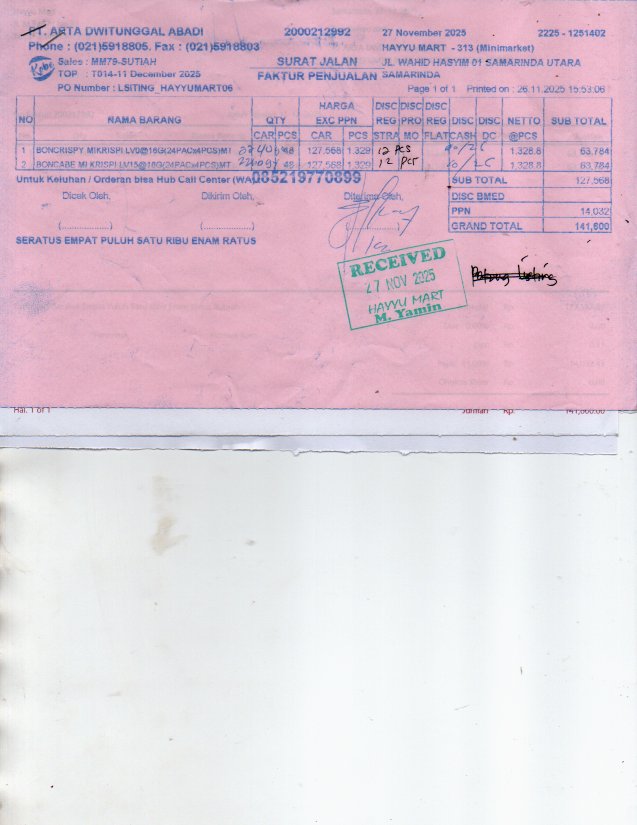 PT. ARTA DWITUNGGAL ABADI 2000212992 27 November 2025 2225 - 1251402
Phone : (021)5918805. Fax : (021)5918803 HAYYU MART - 313 (Minimarket)
Kobe Sales : MM79-SUTIAH SURAT JALAN JL. WAHID HASYIM 01 SAMARINDA UTARA
TOP : T014-11 December 2025 FAKTUR PENJUALAN SAMARINDA
PO Number : LSITING_HAYYUMART06 Page 1 of 1 Printed on : 26.11.2025 15:53:06
NO NAMA BARANG QTY HARGA EXC PPN DISC REG DISC PRO DISC REG DISC DISC NETTO SUB TOTAL
CAR PCS CAR PCS STRA MO FLAT CASH DC @PCS
1 BONCRISPY MIKRISPI LV0@16G(24PACx4PCS)MT 48 127,568 1.329 12 pcs 1,328.8 63,784
2 BONCABE MI KRISPI LV15@16G(24PACx4PCS)MT 48 127,568 1.329 12 pcs 1,328.8 63,784
Untuk Keluhan / Orderan bisa Hub Call Center (WA) 085219770899 SUB TOTAL 127,568
Dicek Oleh, Dikirim Oleh, Diterima Oleh, DISC BMED
PPN 14,032
(..................) (..................) (..................) GRAND TOTAL 141,600
SERATUS EMPAT PULUH SATU RIBU ENAM RATUS
RECEIVED
27 NOV 2025
HAYYU MART
M. Yamin
Potong Listing
Hal. 1 of 1 Jumlah Rp. 141,600.00